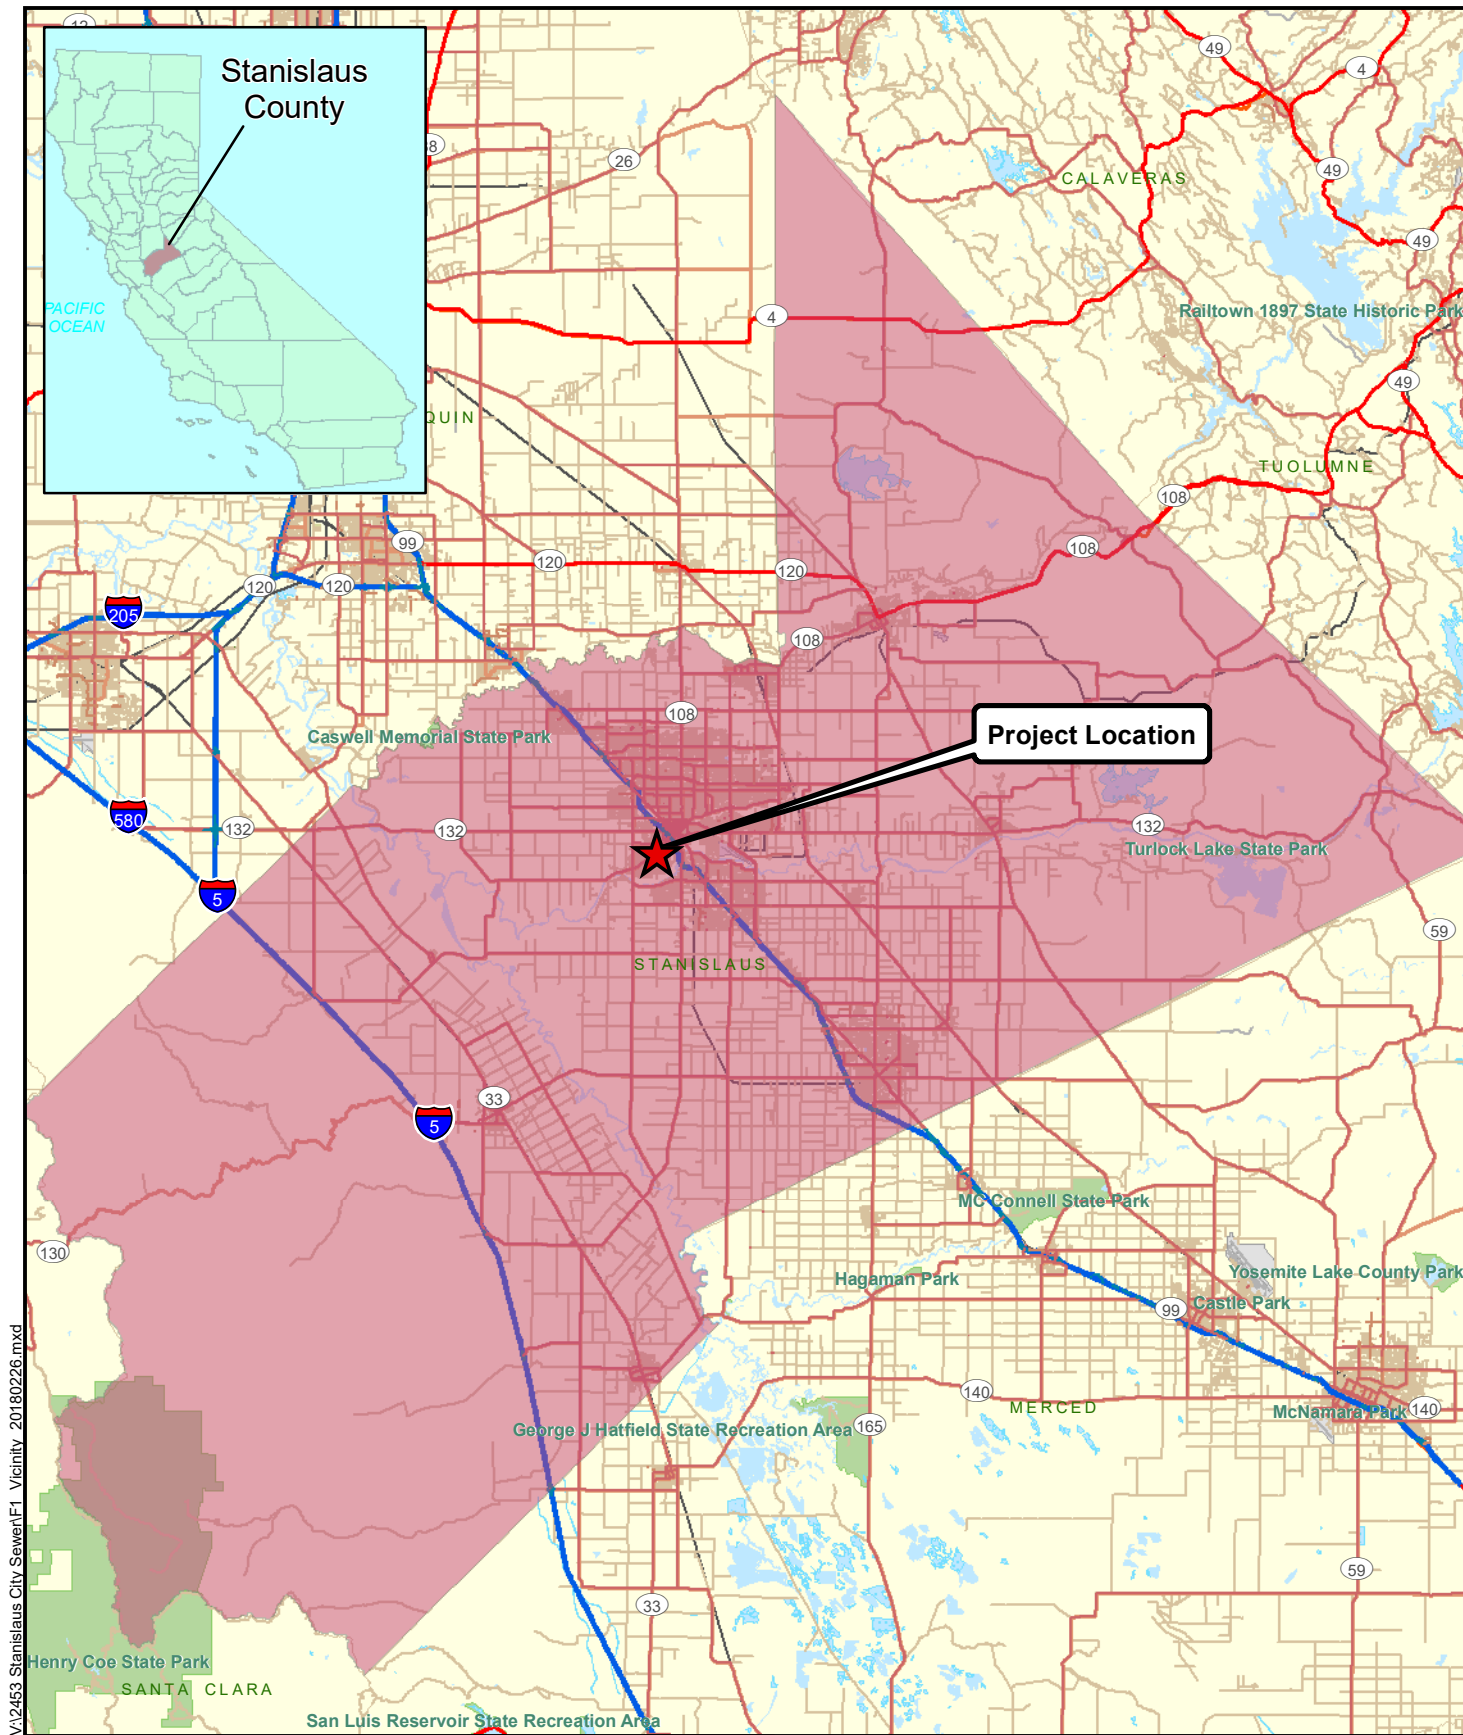 12
Stanislaus
County
PACIFIC
OCEAN
49
4
26
49
CALAVERAS
49
4
Railtown 1897 State Historic Park
49
QUIN
TUOLUMNE
108
99
108
120
120
120
120
205
108
108
Caswell Memorial State Park
Project Location
580
132
132
132
Turlock Lake State Park
5
59
STANISLAUS
33
5
MC Connell State Park
130
Hagaman Park
Yosemite Lake County Park
99
Castle Park
140
MERCED
140
McNamara Park
George J Hatfield State Recreation Area
165
59
33
Henry Coe State Park
SANTA CLARA
San Luis Reservoir State Recreation Area
V:\2453 Stanislaus City Sewer\F1_Vicinity_20180226.mxd